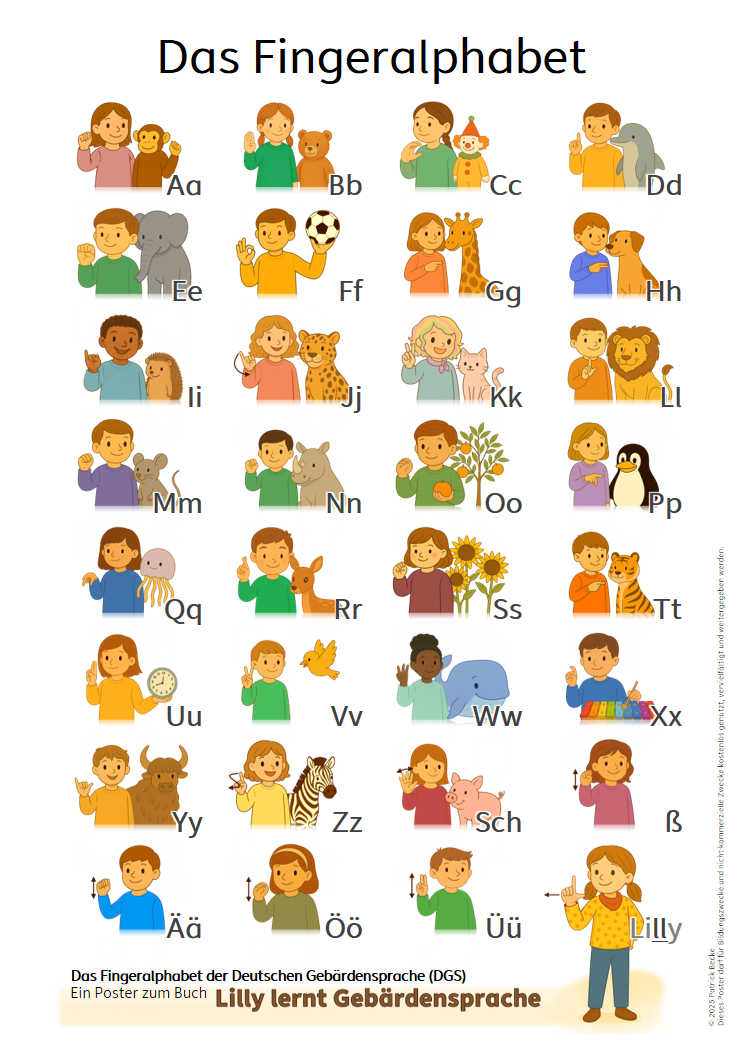 Das Fingeralphabet
Aa
Bb
Cc
Dd
Ee
Ff
Gg
Hh
Ii
Jj
Kk
Ll
Mm
Nn
Oo
Pp
Qq
Rr
Ss
Tt
Uu
Vv
Ww
Xx
Yy
Zz
Sch
ß
Ää
Öö
Üü
Lilly
Das Fingeralphabet der Deutschen Gebärdensprache (DGS)
Ein Poster zum Buch Lilly lernt Gebärdensprache
© 2025 Patrick Becke
Dieses Poster darf für Bildungszwecke und nicht-kommerzielle Zwecke kostenlos genutzt, vervielfältigt und weitergegeben werden.